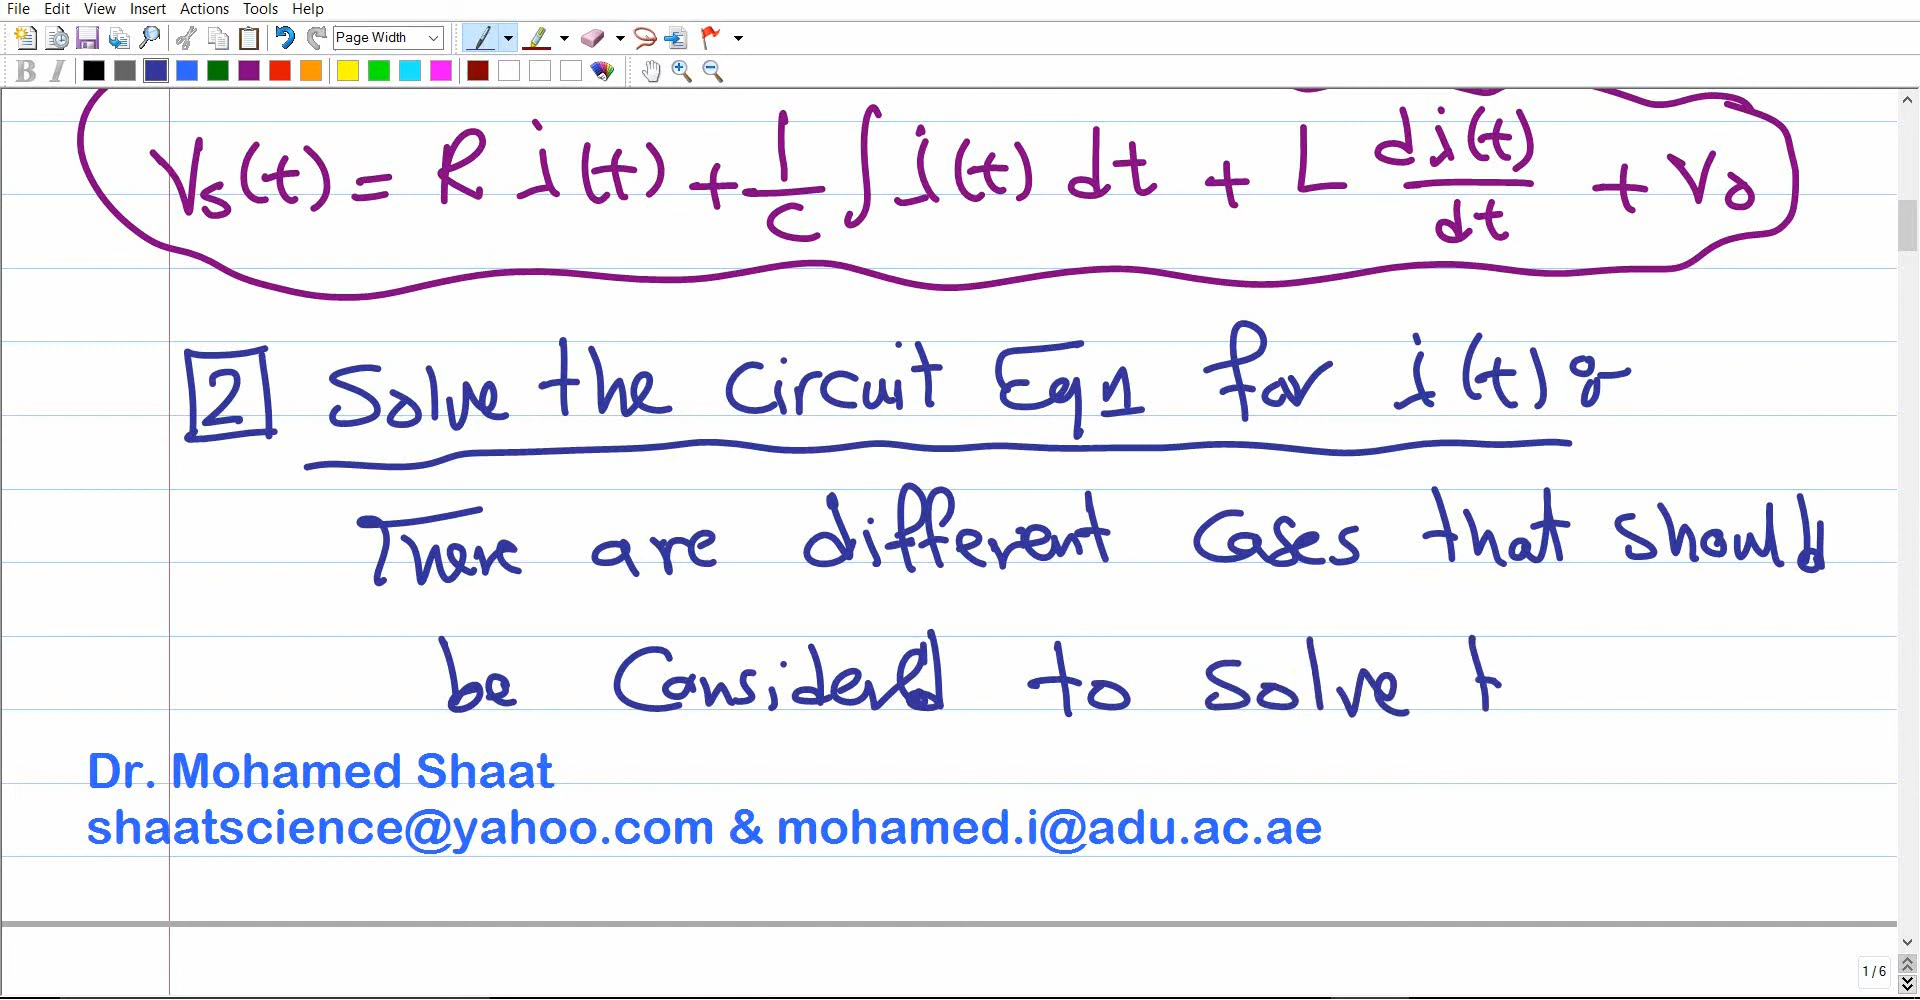 File Edit View Insert Actions Tools Help
Page Width
B I
Vs(t) = R i(t) + 1/C ∫ i(t) dt + L di(t)/dt + V0
2 Solve the Circuit Eqn for i(t) :-
There are different cases that should
be Considered to solve t
Dr. Mohamed Shaat
shaatscience@yahoo.com & mohamed.i@adu.ac.ae
1 / 6